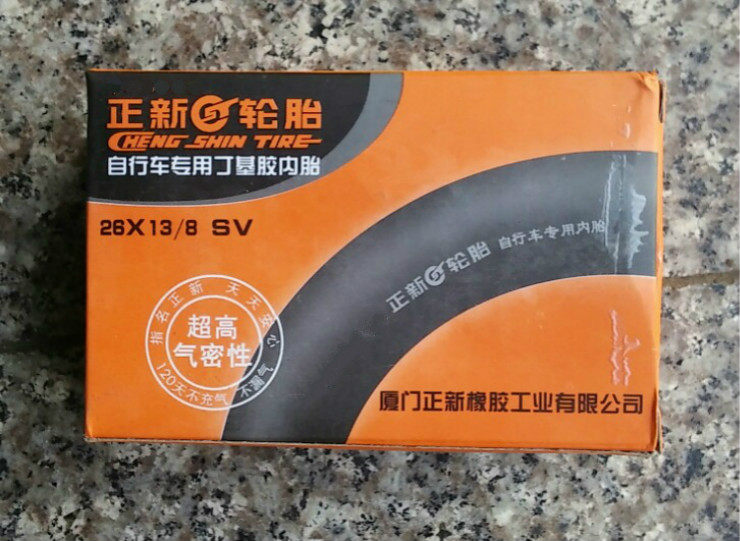 正新轮胎
CHENG SHIN TIRE
自行车专用丁基胶内胎
26X13/8 SV
正新轮胎 自行车专用内胎
指名正新 天天安心
超高
气密性
120天不充气 不漏气
厦门正新橡胶工业有限公司